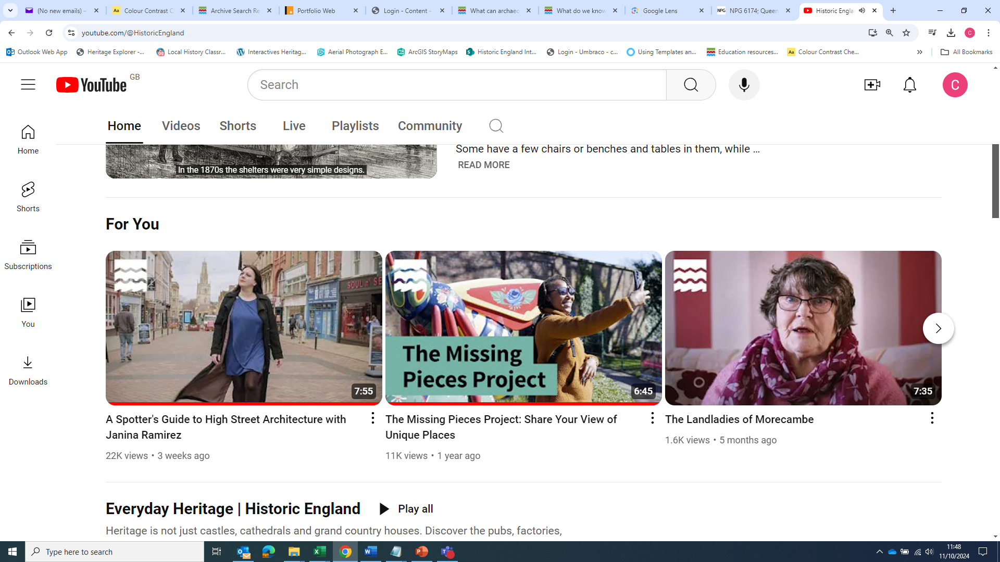 (No new emails) –
Colour Contrast C
Archive Search Re
Portfolio Web
Login - Content -
What can archaeo
What do we know
Google Lens
NPG NPG 6174; Queen
Historic Engla
youtube.com/@HistoricEngland
C
Outlook Web App
Heritage Explorer -...
Local History Classr...
Interactives Heritag...
Aerial Photograph E...
ArcGIS StoryMaps
Historic England Int...
Login - Umbraco - c...
Using Templates an...
Education resources...
Aa Colour Contrast Che...
» All Bookmarks
YouTube GB
Search
C
Home Videos Shorts Live Playlists Community
Home
Shorts
Subscriptions
You
Downloads
In the 1870s the shelters were very simple designs.
Some have a few chairs or benches and tables in them, while ...
READ MORE
For You
SOUL n' SE
7:55
The Missing
Pieces Project
6:45
7:35
A Spotter's Guide to High Street Architecture with
Janina Ramirez
22K views • 3 weeks ago
The Missing Pieces Project: Share Your View of
Unique Places
11K views • 1 year ago
The Landladies of Morecambe
1.6K views • 5 months ago
Everyday Heritage | Historic England Play all
Heritage is not just castles, cathedrals and grand country houses. Discover the pubs, factories,
Type here to search
11:48
11/10/2024